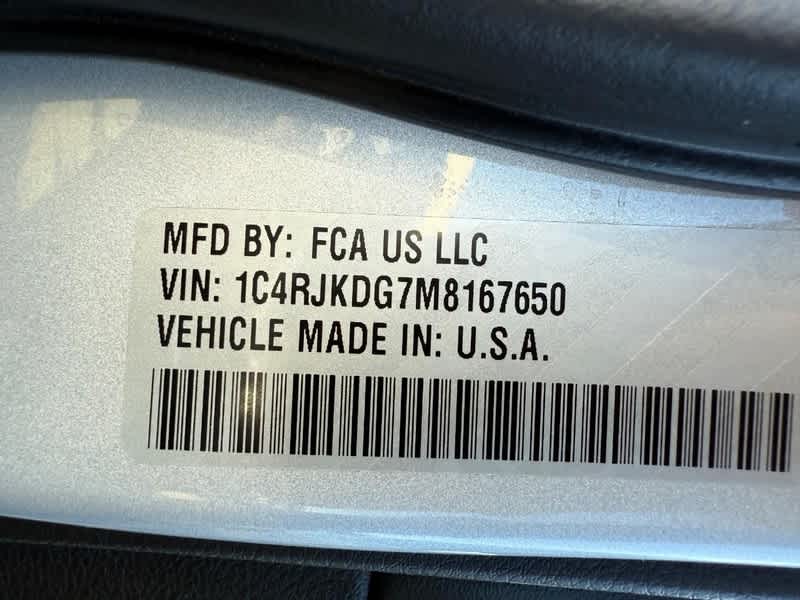 MFD BY: FCA US LLC
VIN: 1C4RJKDG7M8167650
VEHICLE MADE IN: U.S.A.